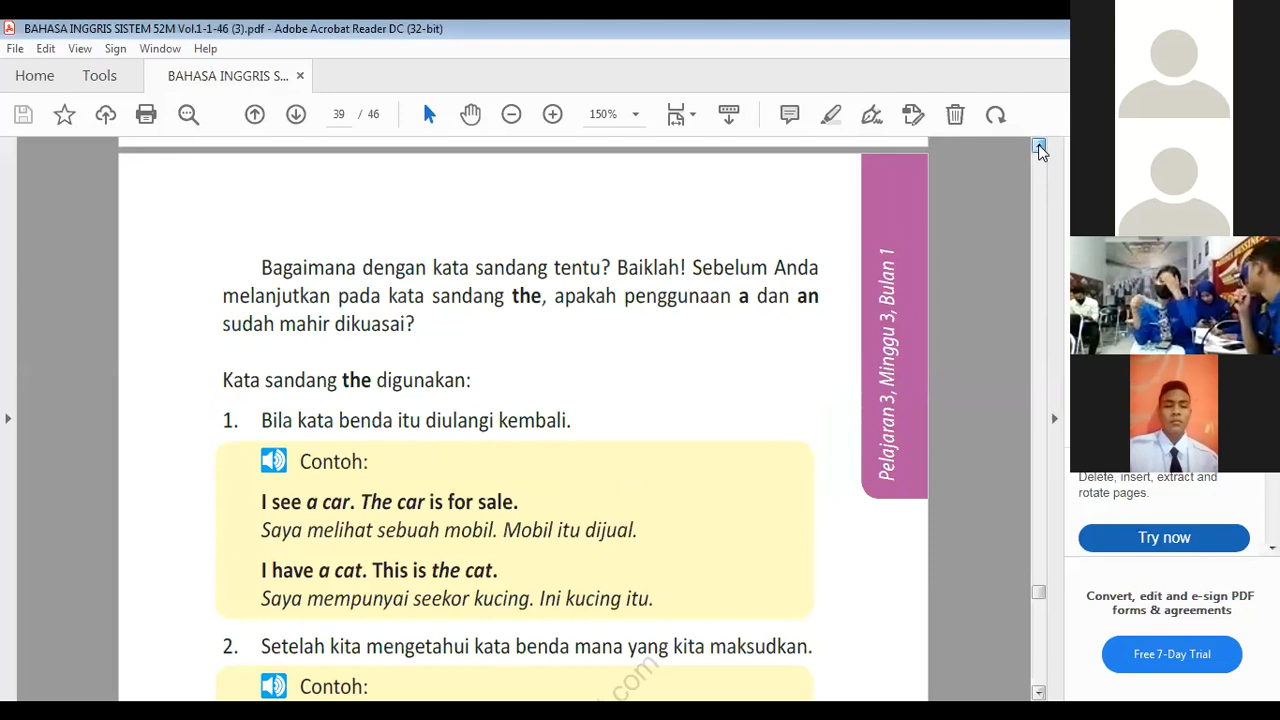 BAHASA INGGRIS SISTEM 52M Vol.1-1-46 (3).pdf - Adobe Acrobat Reader DC (32-bit)
File Edit View Sign Window Help
Home Tools BAHASA INGGRIS S... ×
39 / 46 150%
Bagaimana dengan kata sandang tentu? Baiklah! Sebelum Anda
melanjutkan pada kata sandang the, apakah penggunaan a dan an
sudah mahir dikuasai?
Kata sandang the digunakan:
1. Bila kata benda itu diulangi kembali.
Contoh:
I see a car. The car is for sale.
Saya melihat sebuah mobil. Mobil itu dijual.
I have a cat. This is the cat.
Saya mempunyai seekor kucing. Ini kucing itu.
2. Setelah kita mengetahui kata benda mana yang kita maksudkan.
Contoh:
Pelajaran 3, Minggu 3, Bulan 1
.com
Delete, insert, extract and
rotate pages.
Try now
Convert, edit and e-sign PDF
forms & agreements
Free 7-Day Trial